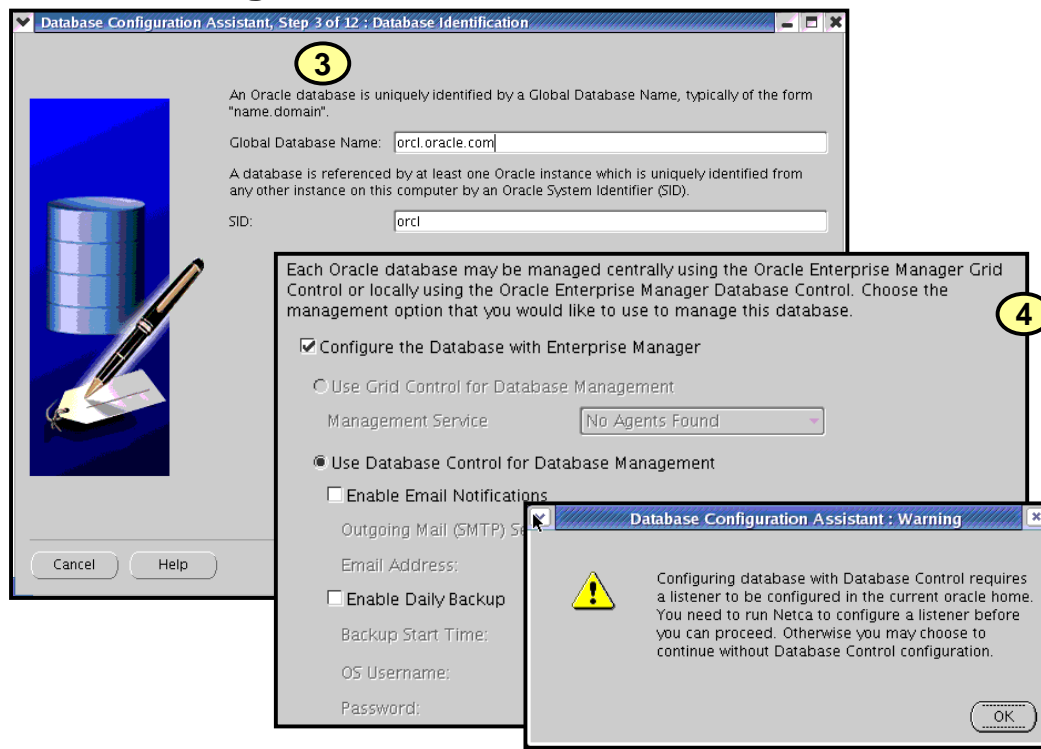 Database Configuration Assistant, Step 3 of 12 : Database Identification
3
An Oracle database is uniquely identified by a Global Database Name, typically of the form
"name.domain".
Global Database Name: orcl.oracle.com
A database is referenced by at least one Oracle instance which is uniquely identified from
any other instance on this computer by an Oracle System Identifier (SID).
SID: orcl
Cancel Help
Each Oracle database may be managed centrally using the Oracle Enterprise Manager Grid
Control or locally using the Oracle Enterprise Manager Database Control. Choose the
management option that you would like to use to manage this database.
4
Configure the Database with Enterprise Manager
Use Grid Control for Database Management
Management Service No Agents Found
Use Database Control for Database Management
Enable Email Notifications
Outgoing Mail (SMTP) Se
Email Address:
Enable Daily Backup
Backup Start Time:
OS Username:
Password:
Database Configuration Assistant : Warning
Configuring database with Database Control requires
a listener to be configured in the current oracle home.
You need to run Netca to configure a listener before
you can proceed. Otherwise you may choose to
continue without Database Control configuration.
OK